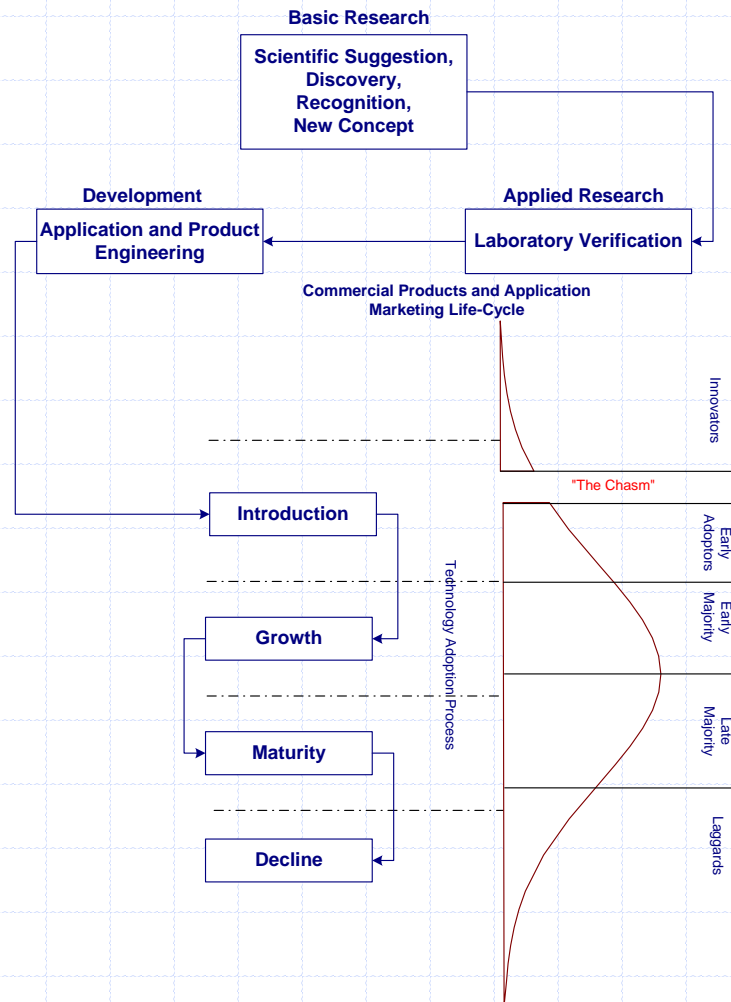 Basic Research
Scientific Suggestion,
Discovery,
Recognition,
New Concept
Development
Applied Research
Application and Product
Engineering
Laboratory Verification
Commercial Products and Application
Marketing Life-Cycle
Innovators
"The Chasm"
Introduction
Early
Adoptors
Technology Adoption Process
Early
Majority
Growth
Late
Majority
Maturity
Laggards
Decline